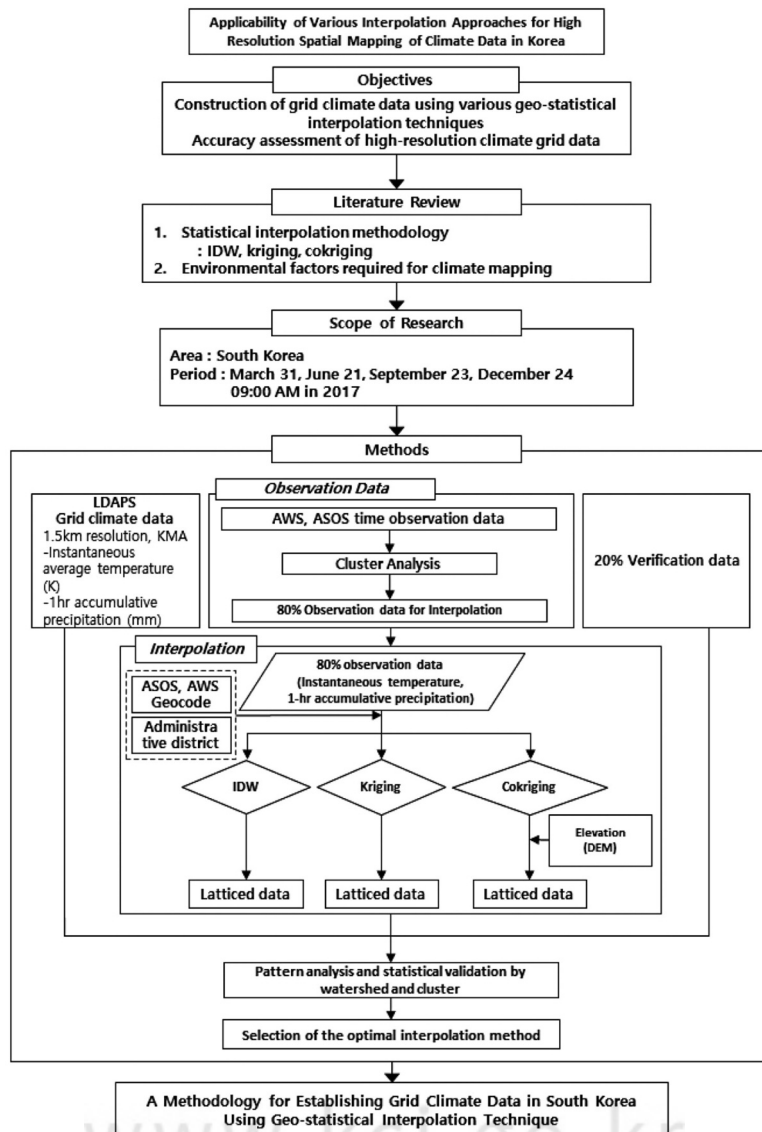 Applicability of Various Interpolation Approaches for High
Resolution Spatial Mapping of Climate Data in Korea
Objectives
Construction of grid climate data using various geo-statistical
interpolation techniques
Accuracy assessment of high-resolution climate grid data
Literature Review
1. Statistical interpolation methodology
: IDW, kriging, cokriging
2. Environmental factors required for climate mapping
Scope of Research
Area : South Korea
Period : March 31, June 21, September 23, December 24
09:00 AM in 2017
Methods
LDAPS
Grid climate data
1.5km resolution, KMA
-Instantaneous
average temperature
(K)
-1hr accumulative
precipitation (mm)
Observation Data
AWS, ASOS time observation data
Cluster Analysis
80% Observation data for Interpolation
20% Verification data
Interpolation
80% observation data
(Instantaneous temperature,
1-hr accumulative precipitation)
ASOS, AWS
Geocode
Administra
tive district
IDW
Kriging
Cokriging
Elevation
(DEM)
Latticed data
Latticed data
Latticed data
Pattern analysis and statistical validation by
watershed and cluster
Selection of the optimal interpolation method
A Methodology for Establishing Grid Climate Data in South Korea
Using Geo-statistical Interpolation Technique